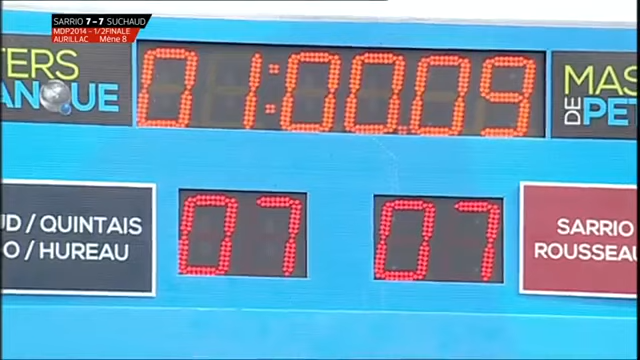 SARRIO 7-7 SUCHAUD
MDP2014 - 1/2FINALE
AURILLAC Mène 8
TERS
ANQUE
01:00.09
MAS
DE PET
UD / QUINTAIS
O / HUREAU
07
07
SARRIO
ROUSSEAU